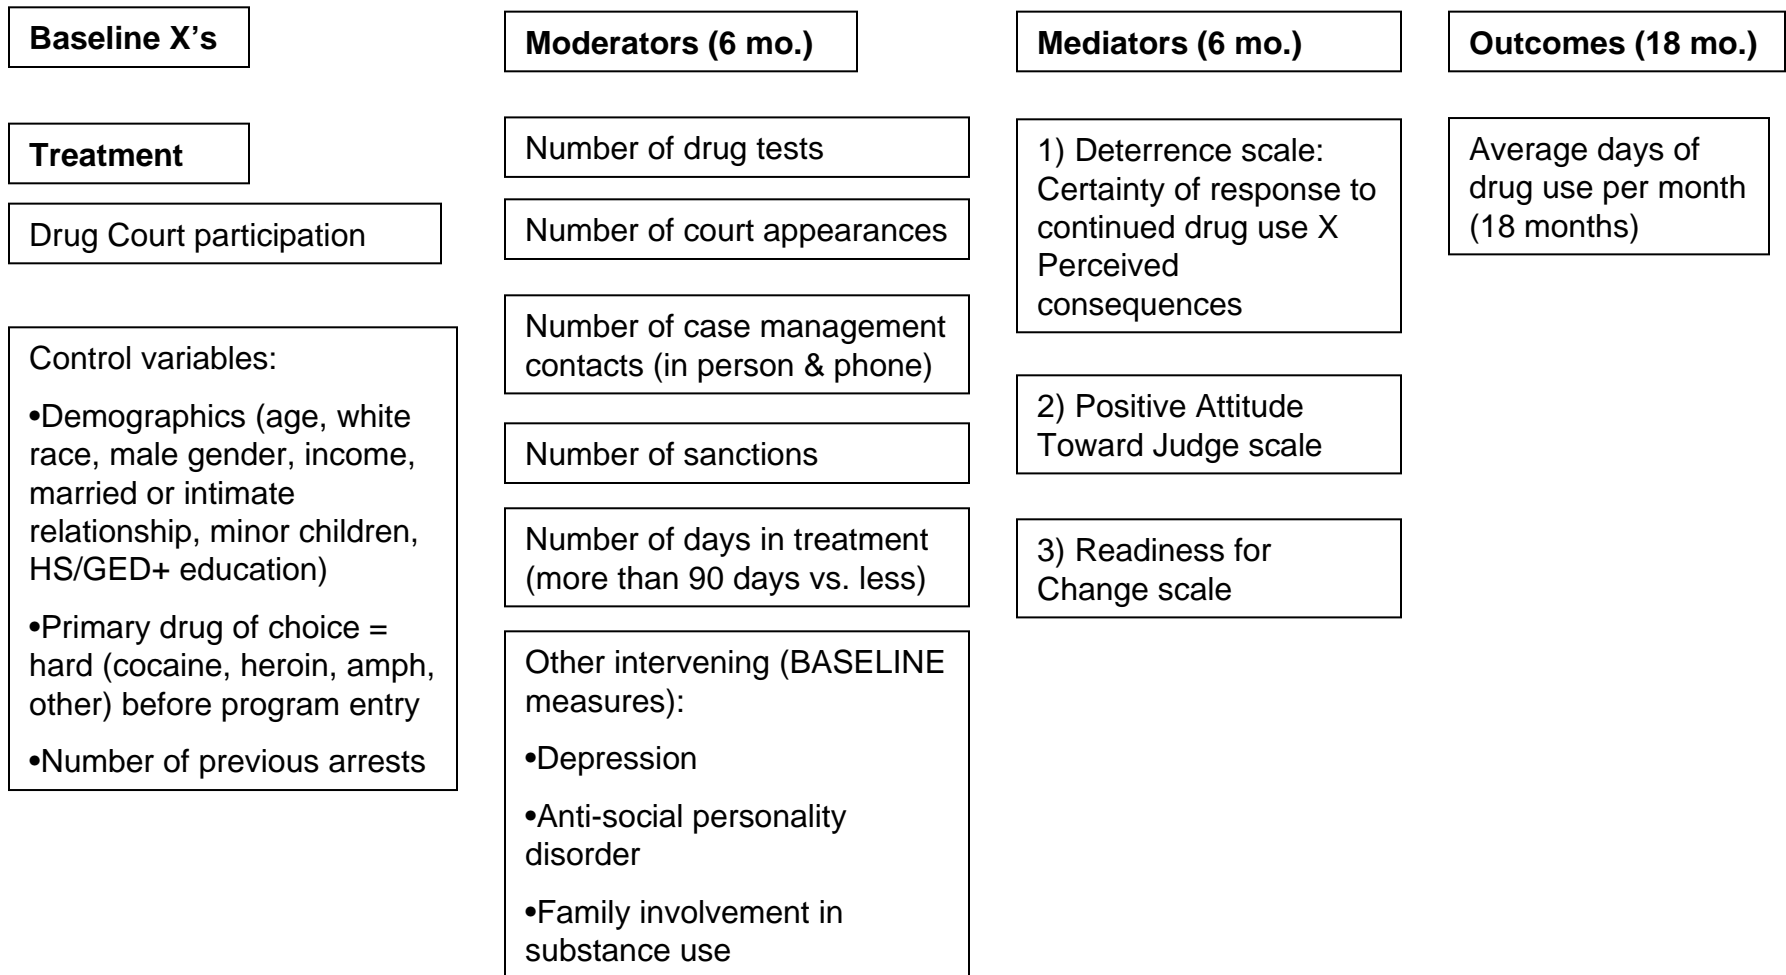 Baseline X’s
Treatment
Drug Court participation
Control variables:
•Demographics (age, white
race, male gender, income,
married or intimate
relationship, minor children,
HS/GED+ education)
•Primary drug of choice =
hard (cocaine, heroin, amph,
other) before program entry
•Number of previous arrests
Moderators (6 mo.)
Number of drug tests
Number of court appearances
Number of case management
contacts (in person & phone)
Number of sanctions
Number of days in treatment
(more than 90 days vs. less)
Other intervening (BASELINE
measures):
•Depression
•Anti-social personality
disorder
•Family involvement in
substance use
Mediators (6 mo.)
1) Deterrence scale:
Certainty of response to
continued drug use X
Perceived
consequences
2) Positive Attitude
Toward Judge scale
3) Readiness for
Change scale
Outcomes (18 mo.)
Average days of
drug use per month
(18 months)